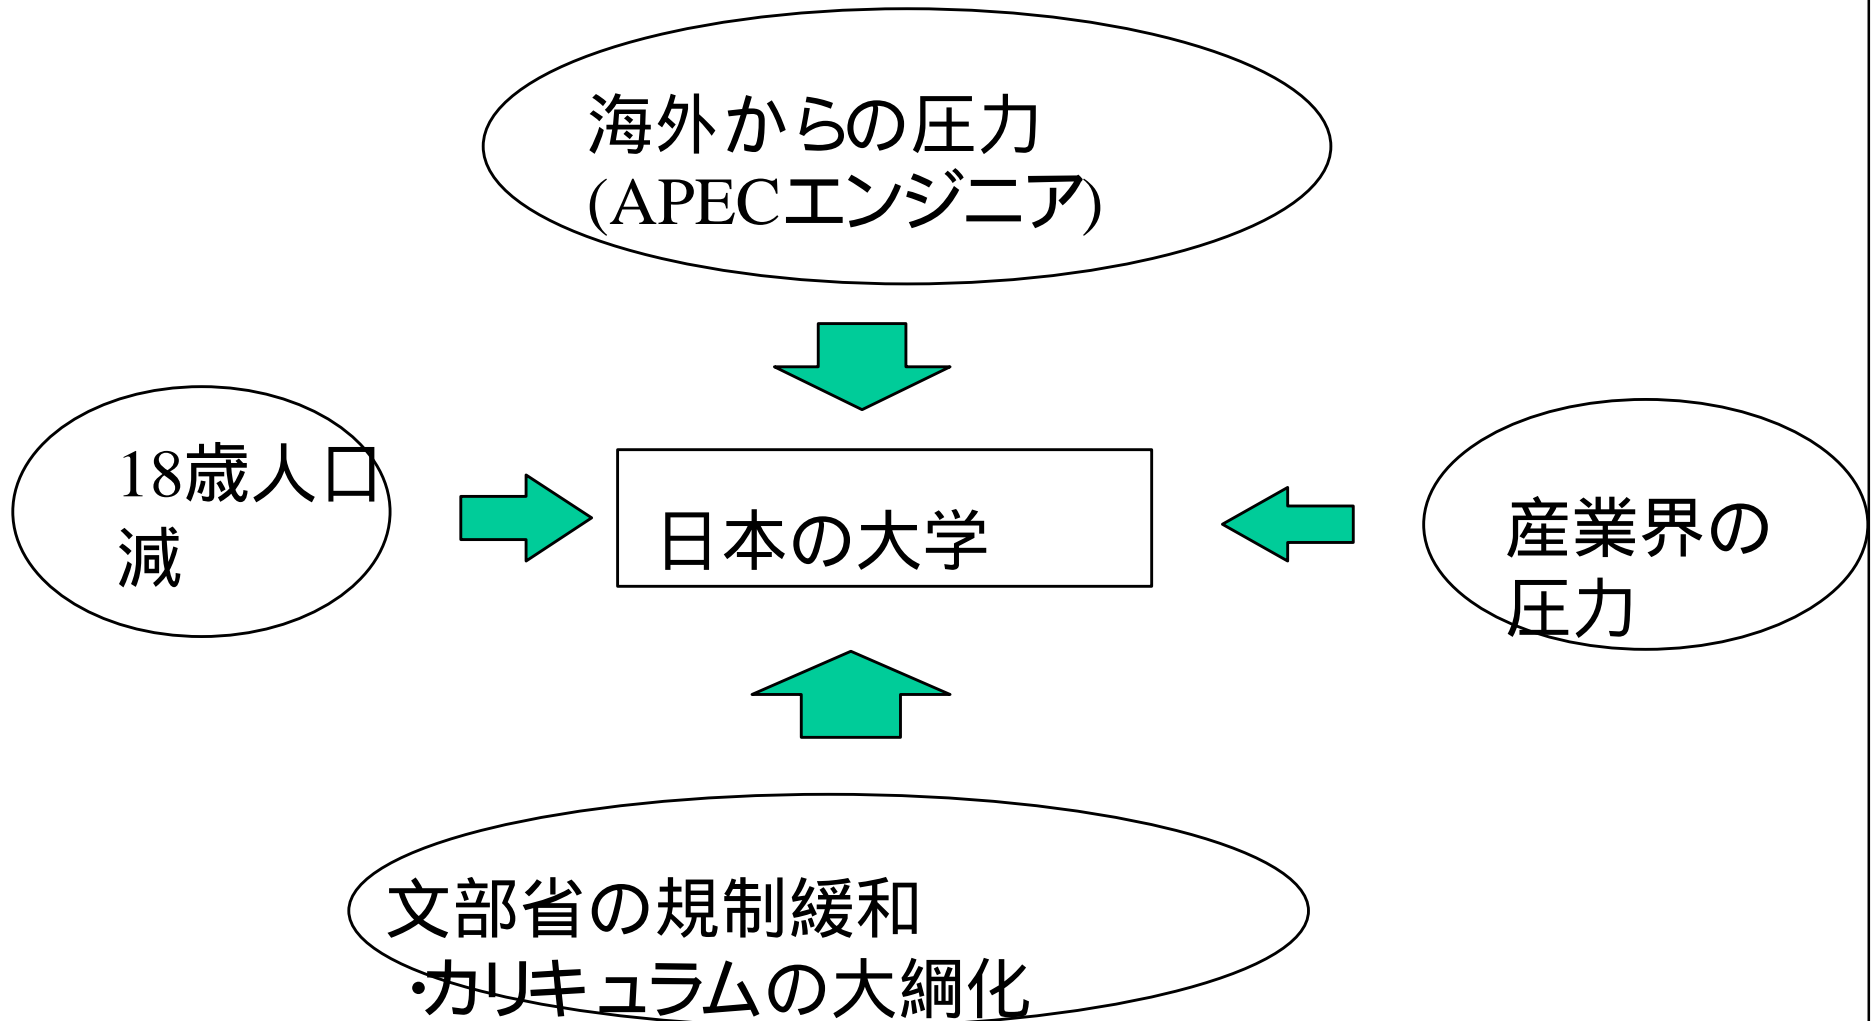 海外からの圧力
(APECエンジニア)
18歳人口
減
日本の大学
産業界の
圧力
文部省の規制緩和
・カリキュラムの大綱化